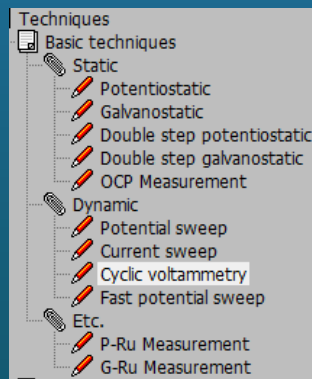 Techniques
Basic techniques
Static
Potentiostatic
Galvanostatic
Double step potentiostatic
Double step galvanostatic
OCP Measurement
Dynamic
Potential sweep
Current sweep
Cyclic voltammetry
Fast potential sweep
Etc.
P-Ru Measurement
G-Ru Measurement